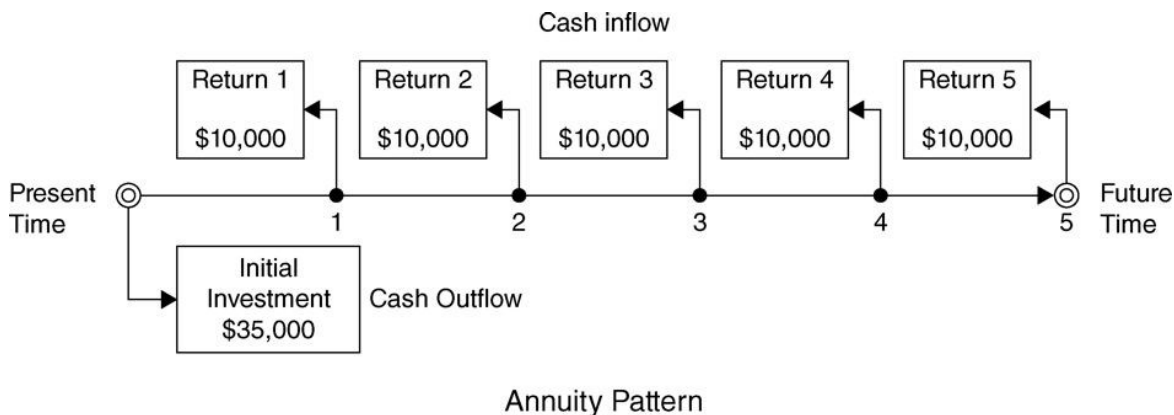 Cash inflow
Return 1
$10,000
Return 2
$10,000
Return 3
$10,000
Return 4
$10,000
Return 5
$10,000
Present
Time
1
2
3
4
5
Future
Time
Initial
Investment
$35,000
Cash Outflow
Annuity Pattern